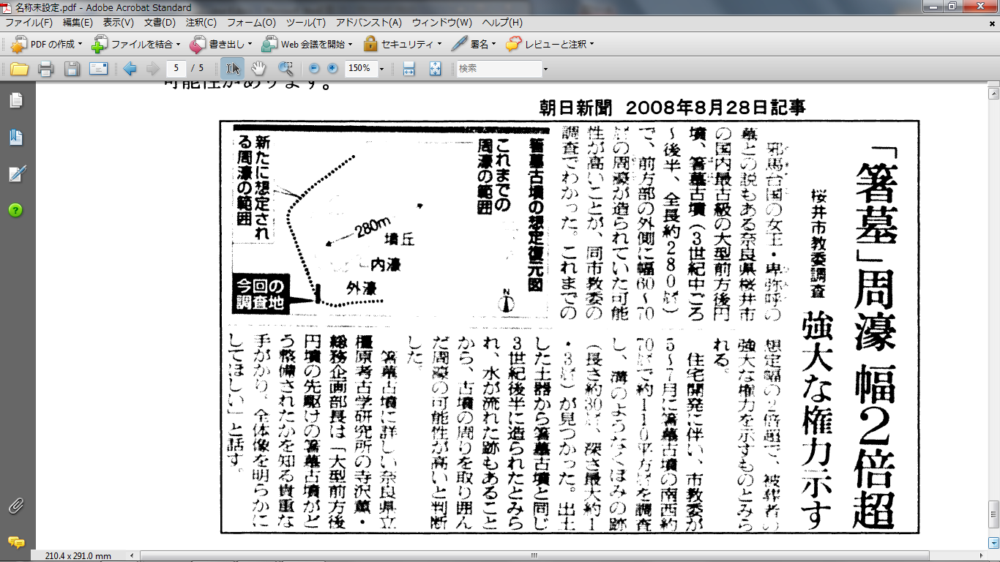 名称未設定.pdf - Adobe Acrobat Standard
ファイル(F) 編集(E) 表示(V) 文書(D) 注釈(C) フォーム(O) ツール(T) アドバンスト(A) ウィンドウ(W) ヘルプ(H)
PDF の作成 ファイルを結合 書き出し Web 会議を開始 セキュリティ 署名 レビューと注釈
5 / 5 150% 検索
可能性があります。
朝日新聞 2008年8月28日記事
「箸墓」周濠 幅2倍超
強大な権力示す
桜井市教委調査
邪馬台国の女王・卑弥呼の
墓との説もある奈良県桜井市
の国内最古級の大型前方後円
墳、箸墓古墳(3世紀中ごろ
〜後半、全長約280㍍)
で、前方部の外側に幅60〜70
㍍の周濠が造られていた可能
性が高いことが、同市教委の
調査でわかった。これまでの
想定幅の2倍超で、被葬者の
強大な権力を示すものとみら
れる。
住宅開発に伴い、市教委が
5〜7月に箸墓古墳の南西約
70㍍で約110平方㍍を調査
し、溝のようなくぼみの跡
(長さ約30㍍、深さ最大約1
・3㍍)が見つかった。出土
した土器から箸墓古墳と同じ
3世紀後半に造られたとみら
れ、水が流れた跡もあること
から、古墳の周りを取り囲ん
だ周濠の可能性が高いと判断
した。
箸墓古墳に詳しい奈良県立
橿原考古学研究所の寺沢薫・
総務企画部長は「大型前方後
円墳の先駆けの箸墓古墳がど
う整備されたかを知る貴重な
手がかり。全体像を明らかに
してほしい」と話す。
箸墓古墳の想定復元図
これまでの
周濠の範囲
新たに想定され
る周濠の範囲
280m
墳丘
内濠
外濠
今回の
調査地
N
210.4 x 291.0 mm